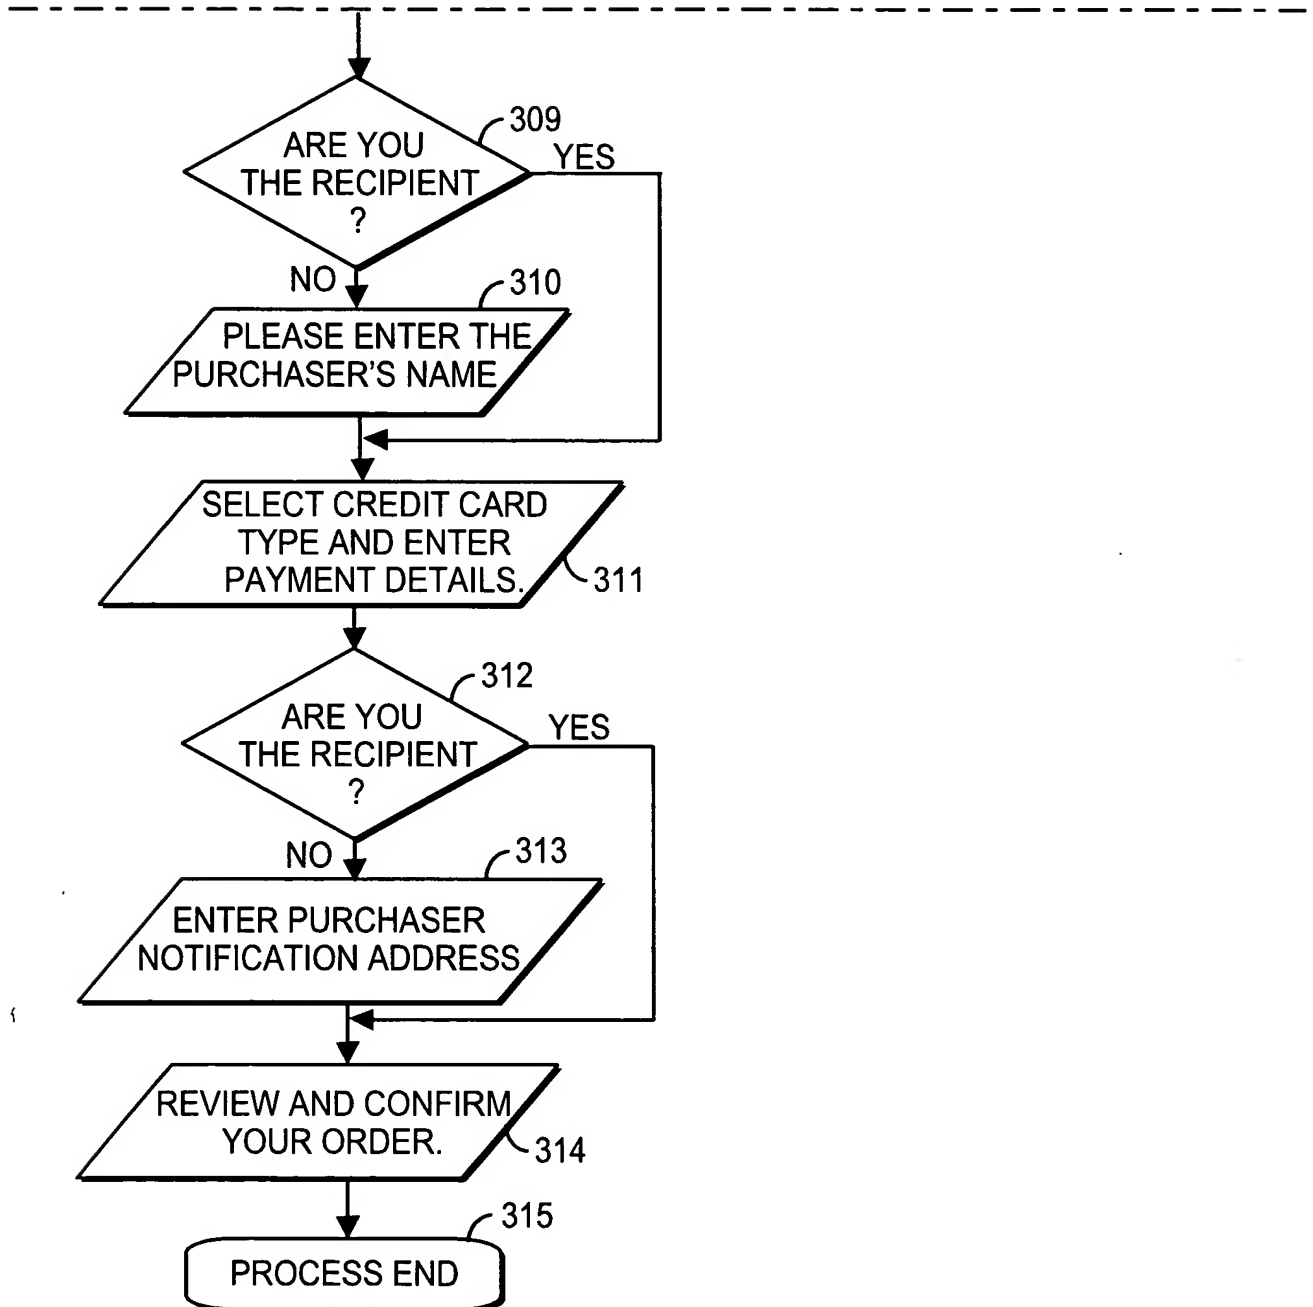 309
ARE YOU
THE RECIPIENT
?
YES
NO
310
PLEASE ENTER THE
PURCHASER'S NAME
SELECT CREDIT CARD
TYPE AND ENTER
PAYMENT DETAILS.
311
312
ARE YOU
THE RECIPIENT
?
YES
NO
313
ENTER PURCHASER
NOTIFICATION ADDRESS
REVIEW AND CONFIRM
YOUR ORDER.
314
315
PROCESS END